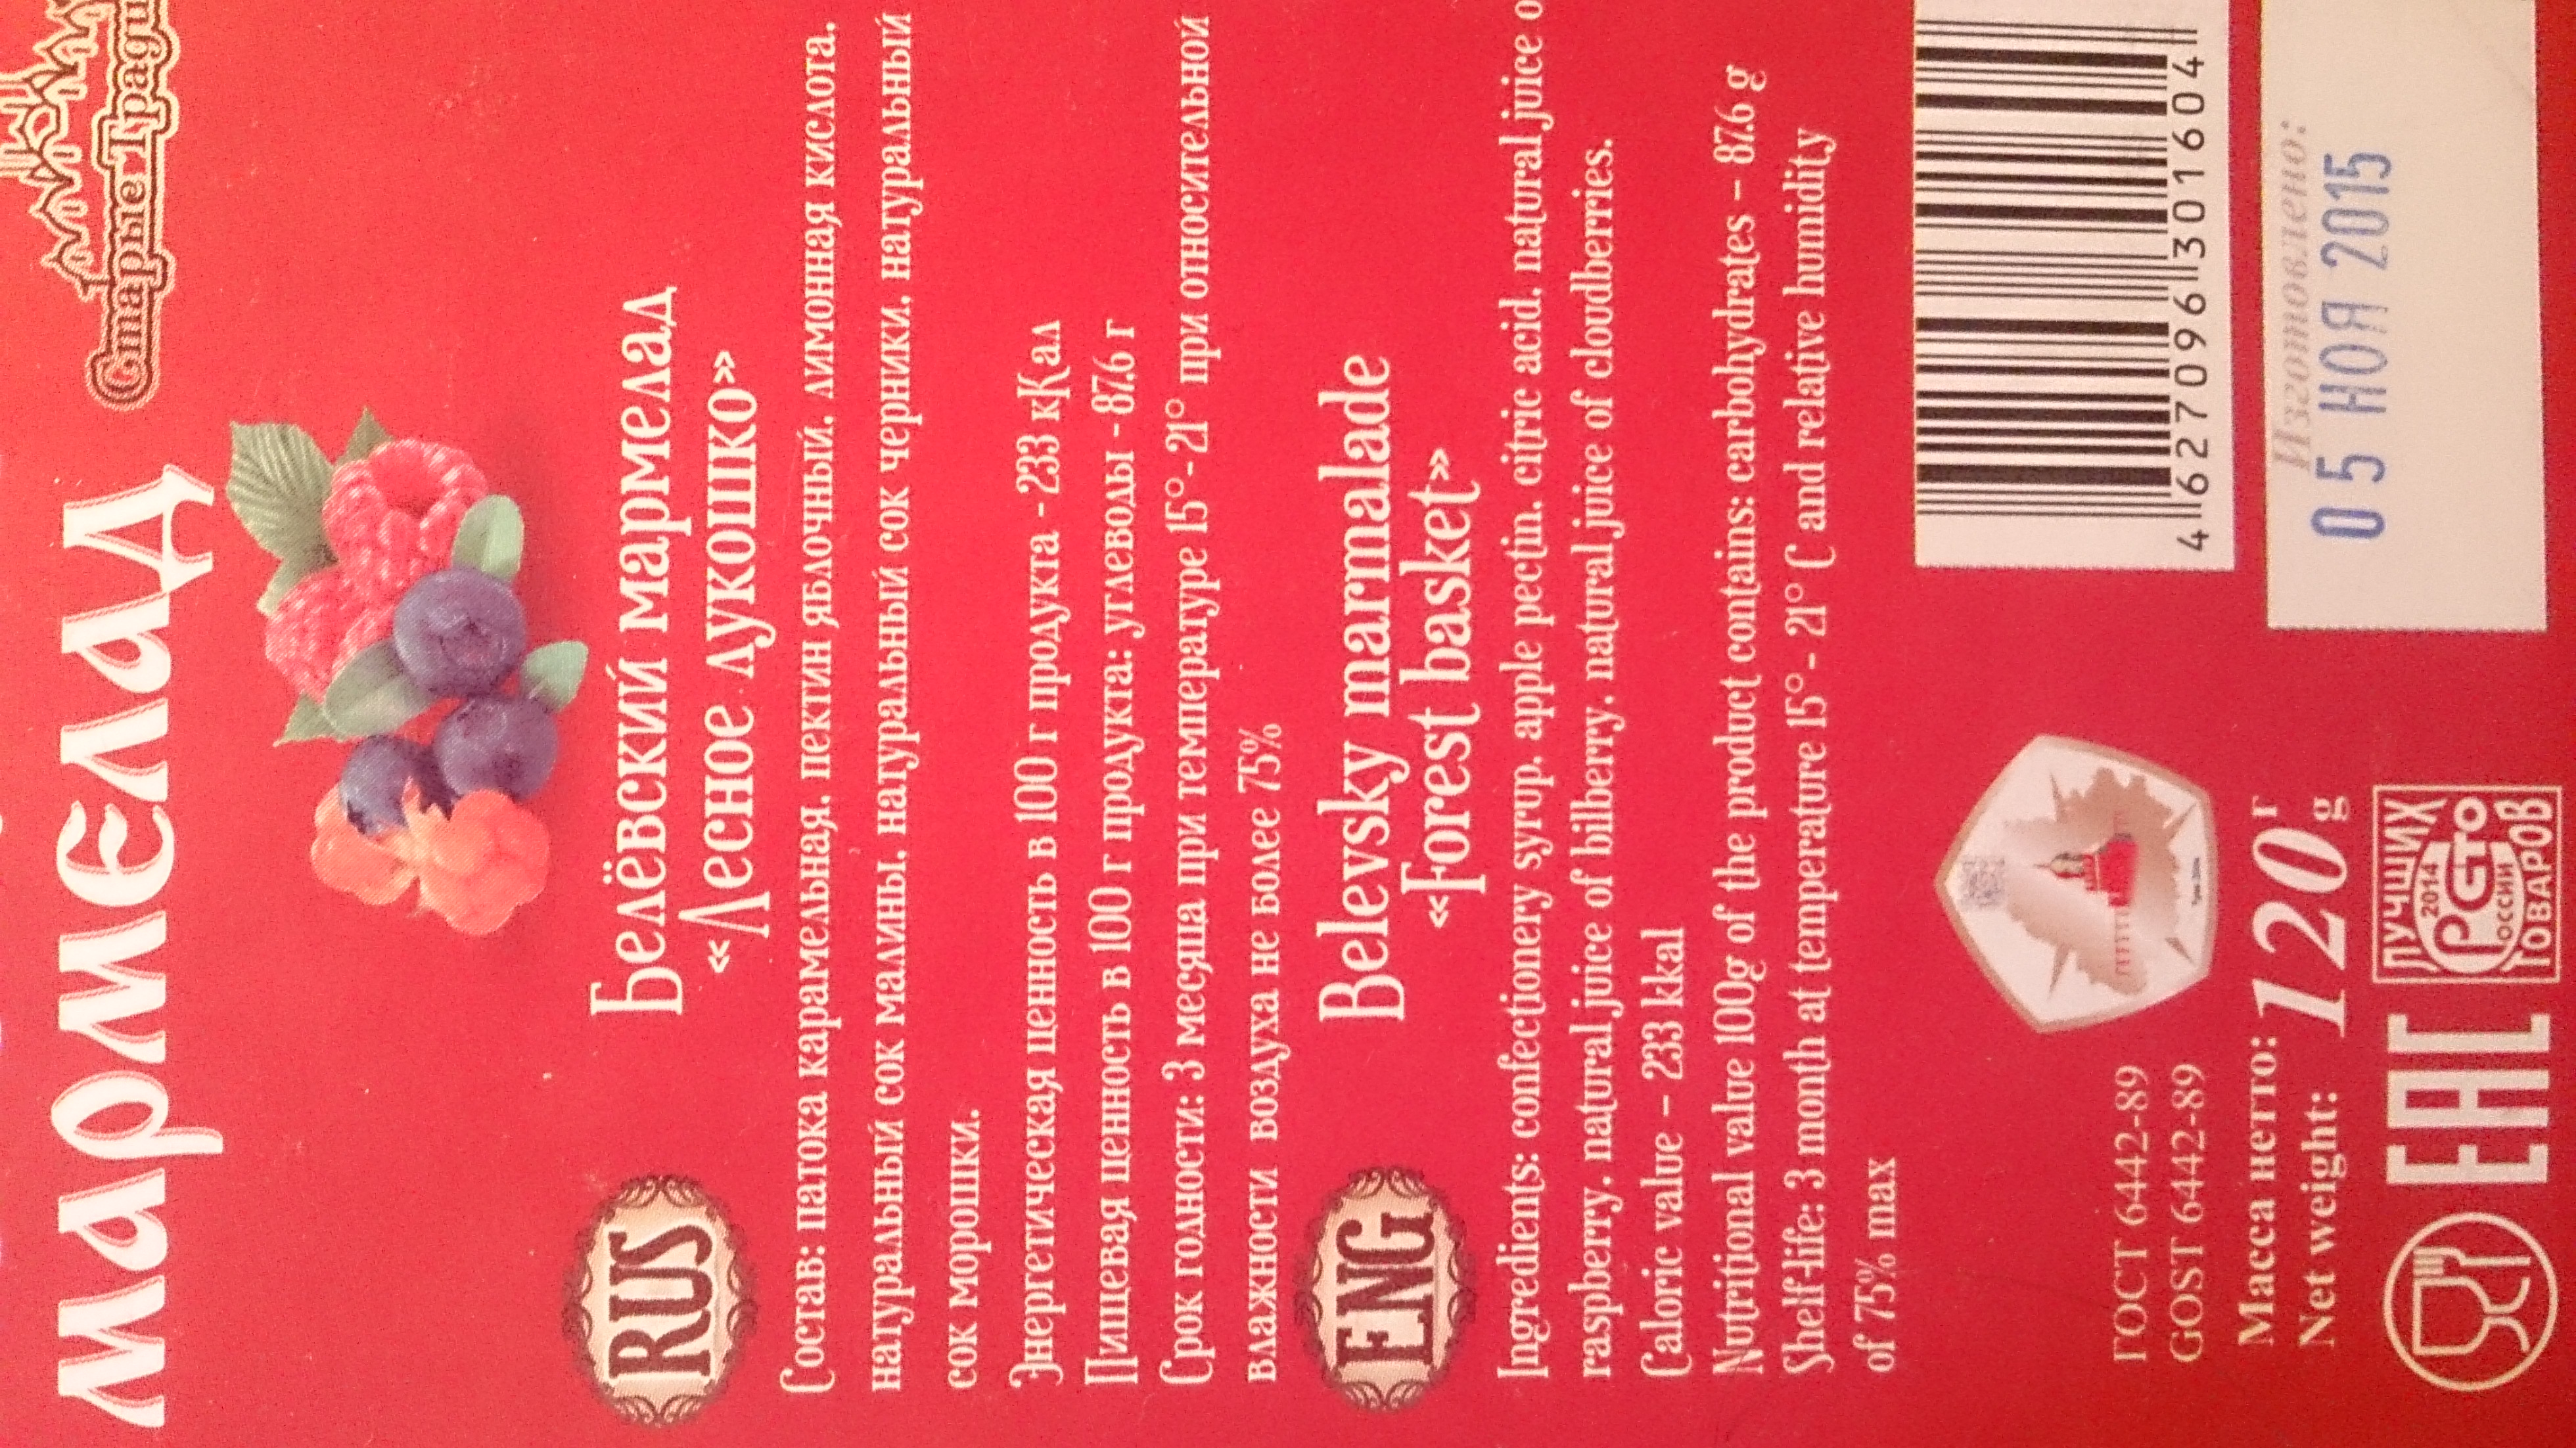 Старые
мармелад
RUS
Белёвский мармелад
«Лесное лукошко»
Состав: патока карамельная, пектин яблочный, лимонная кислота,
натуральный сок малины, натуральный сок черники, натуральный
сок морошки.
Энергетическая ценность в 100 г продукта - 233 кКал
Пищевая ценность в 100 г продукта: углеводы - 87.6 г
Срок годности: 3 месяца при температуре 15°- 21° при относительной
влажности воздуха не более 75%
ENG
Belevsky marmalade
«Forest basket»
Ingredients: confectionery syrup, apple pectin, citric acid, natural juice
raspberry, natural juice of bilberry, natural juice of cloudberries.
Caloric value – 233 kkal
Nutritional value 100g of the product contains: carbohydrates – 87.6 g
Shelf-life: 3 month at temperature 15°- 21° C and relative humidity
of 75% max
ГОСТ 6442-89
GOST 6442-89
Масса нетто:
Net weight:
120 г
g
4 627096 301604
Изготовлено:
05 НОЯ 2015
EAC
ЛУЧШИХ
2014
РСТО
России
ТОВАРОВ